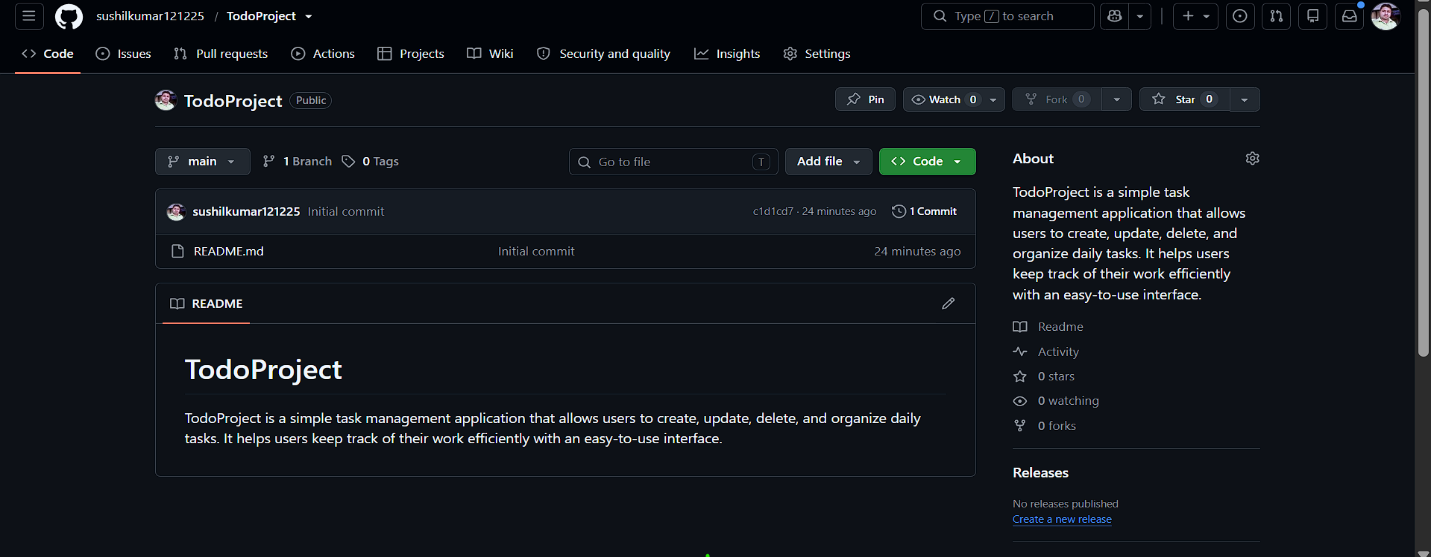 sushilkumar121225 / TodoProject
Type / to search
Code Issues Pull requests Actions Projects Wiki Security and quality Insights Settings
TodoProject Public
Pin Watch 0 Fork 0 Star 0
main 1 Branch 0 Tags Go to file T Add file Code
sushilkumar121225 Initial commit c1d1cd7 · 24 minutes ago 1 Commit
README.md Initial commit 24 minutes ago
README
TodoProject
TodoProject is a simple task management application that allows users to create, update, delete, and organize daily
tasks. It helps users keep track of their work efficiently with an easy-to-use interface.
About
TodoProject is a simple task
management application that allows
users to create, update, delete, and
organize daily tasks. It helps users
keep track of their work efficiently
with an easy-to-use interface.
Readme
Activity
0 stars
0 watching
0 forks
Releases
No releases published
Create a new release